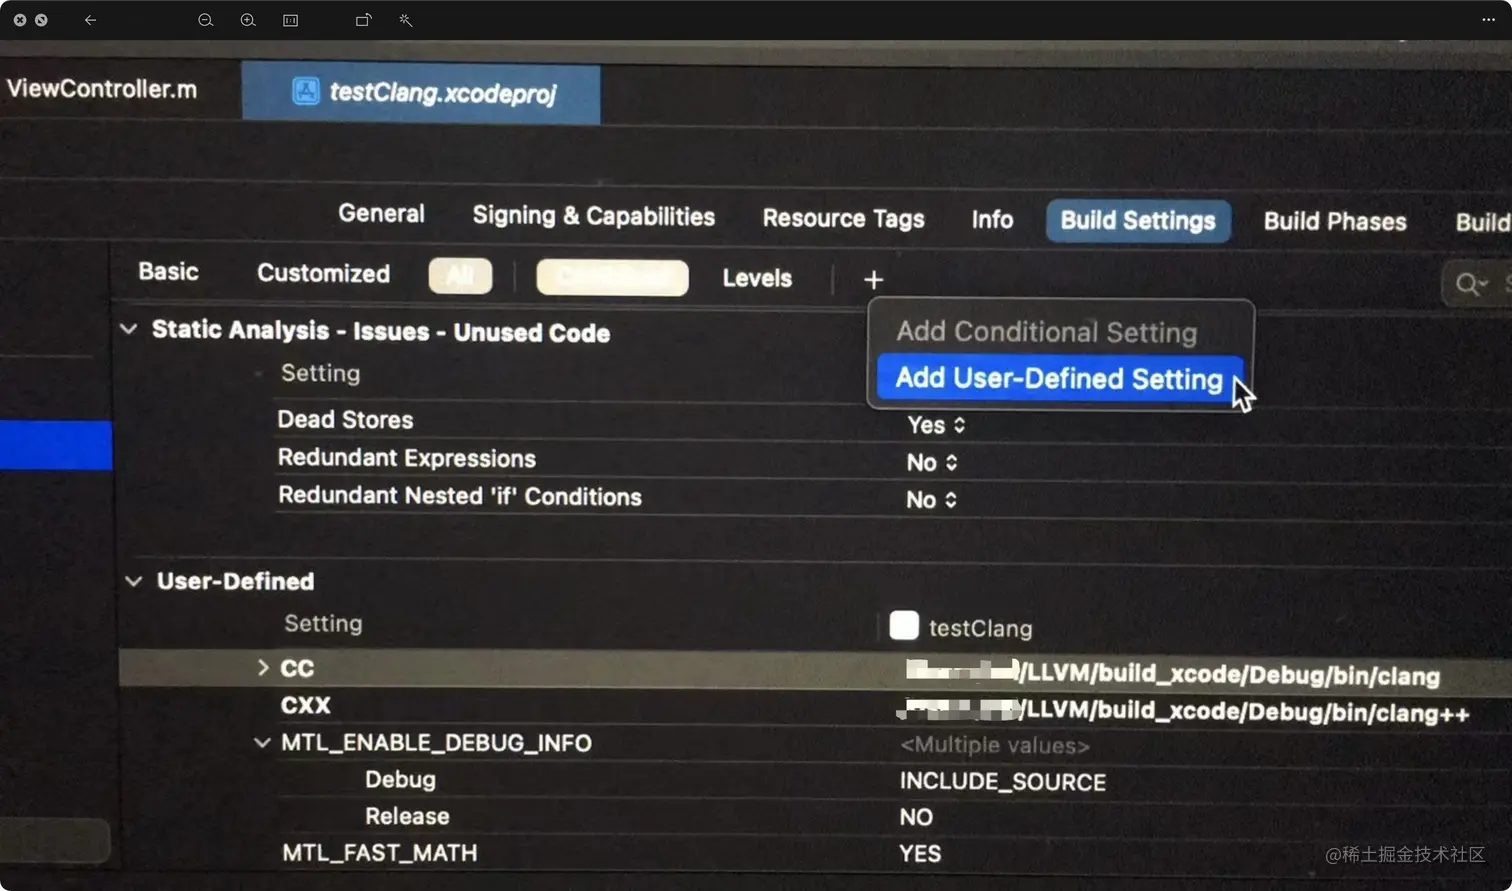 ViewController.m
testClang.xcodeproj
General Signing & Capabilities Resource Tags Info Build Settings Build Phases Build
Basic Customized All Levels +
Static Analysis - Issues - Unused Code
Add Conditional Setting
Setting
Add User-Defined Setting
Dead Stores Yes
Redundant Expressions No
Redundant Nested 'if' Conditions No
User-Defined
Setting testClang
CC /LLVM/build_xcode/Debug/bin/clang
CXX /LLVM/build_xcode/Debug/bin/clang++
MTL_ENABLE_DEBUG_INFO <Multiple values>
Debug INCLUDE_SOURCE
Release NO
MTL_FAST_MATH YES
@稀土掘金技术社区